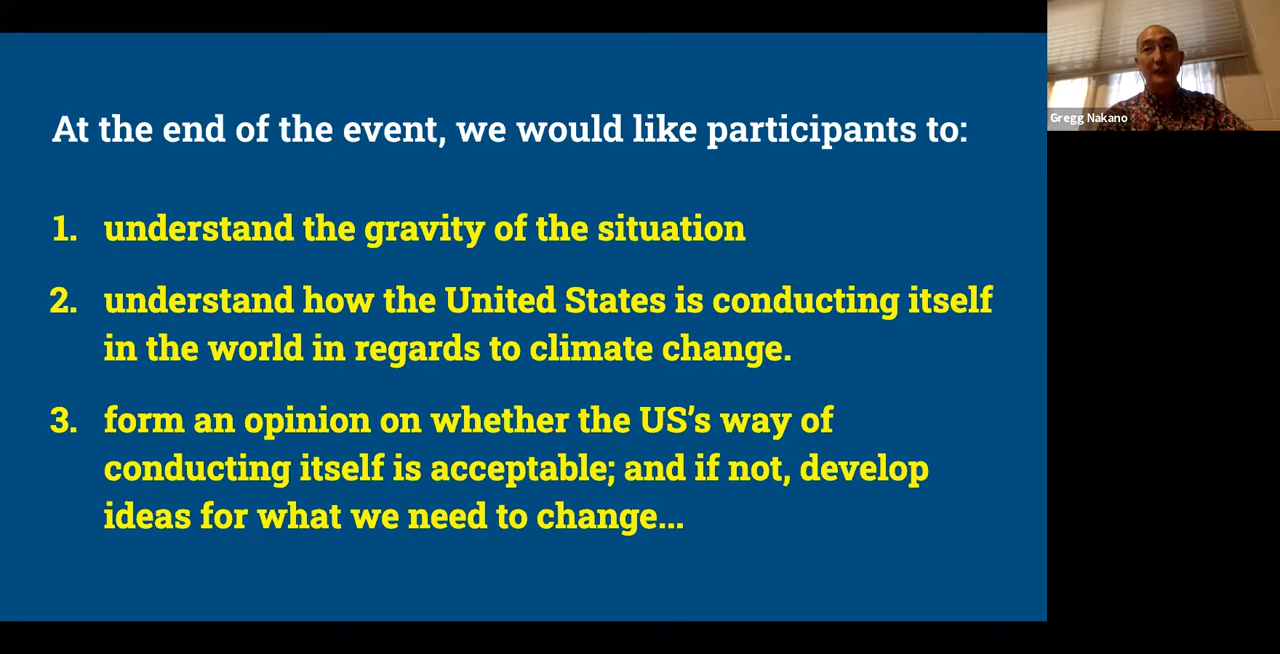 At the end of the event, we would like participants to:
1. understand the gravity of the situation
2. understand how the United States is conducting itself
in the world in regards to climate change.
3. form an opinion on whether the US’s way of
conducting itself is acceptable; and if not, develop
ideas for what we need to change...
Gregg Nakano